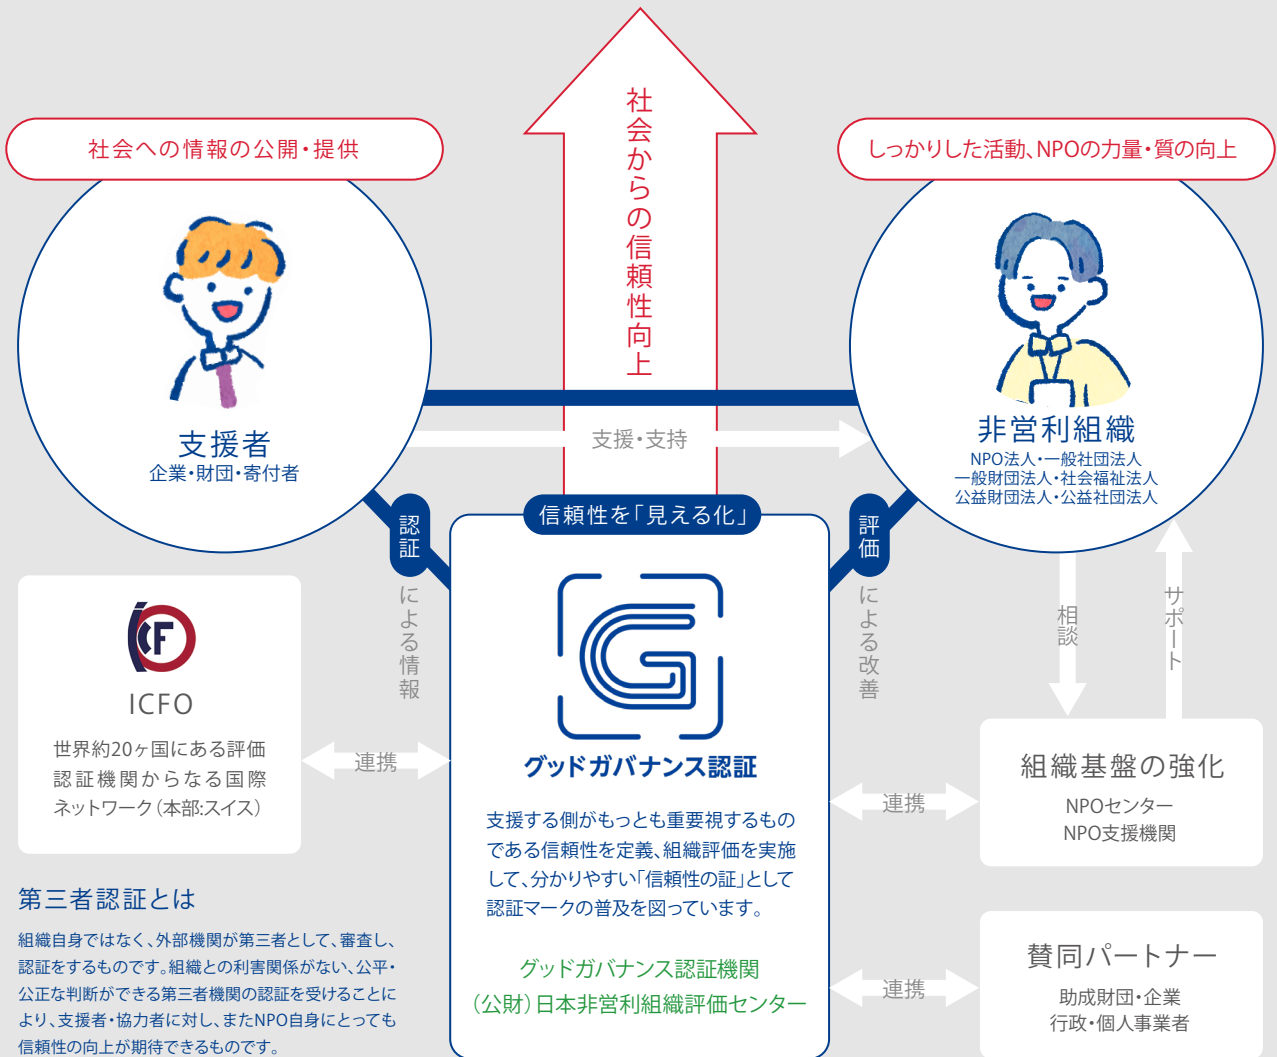 社会からの信頼性向上
社会への情報の公開・提供
しっかりした活動、NPOの力量・質の向上
支援者
企業・財団・寄付者
支援・支持
非営利組織
NPO法人・一般社団法人
一般財団法人・社会福祉法人
公益財団法人・公益社団法人
認証
による情報
評価
による改善
信頼性を「見える化」
G
グッドガバナンス認証
支援する側がもっとも重要視するもの
である信頼性を定義、組織評価を実施
して、分かりやすい「信頼性の証」として
認証マークの普及を図っています。
グッドガバナンス認証機関
（公財）日本非営利組織評価センター
ICFO
ICFO
世界約20ヶ国にある評価
認証機関からなる国際
ネットワーク（本部:スイス）
連携
相談
サポート
連携
組織基盤の強化
NPOセンター
NPO支援機関
連携
賛同パートナー
助成財団・企業
行政・個人事業者
第三者認証とは
組織自身ではなく、外部機関が第三者として、審査し、
認証をするものです。組織との利害関係がない、公平・
公正な判断ができる第三者機関の認証を受けることに
より、支援者・協力者に対し、またNPO自身にとっても
信頼性の向上が期待できるものです。